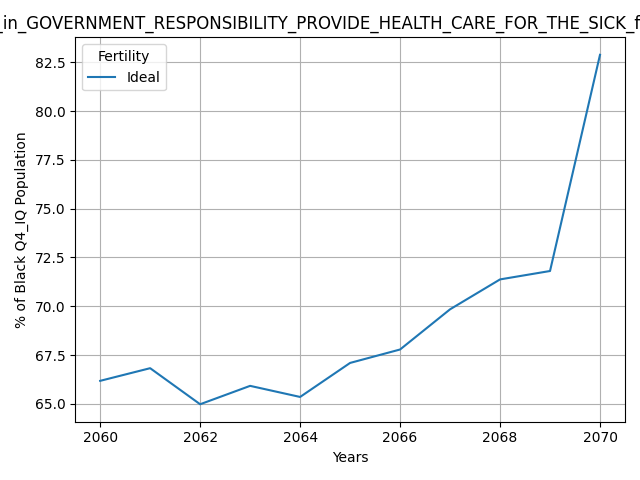 _in_GOVERNMENT_RESPONSIBILITY_PROVIDE_HEALTH_CARE_FOR_THE_SICK_f
Fertility
Ideal
% of Black Q4_IQ Population
82.5
80.0
77.5
75.0
72.5
70.0
67.5
65.0
2060 2062 2064 2066 2068 2070
Years